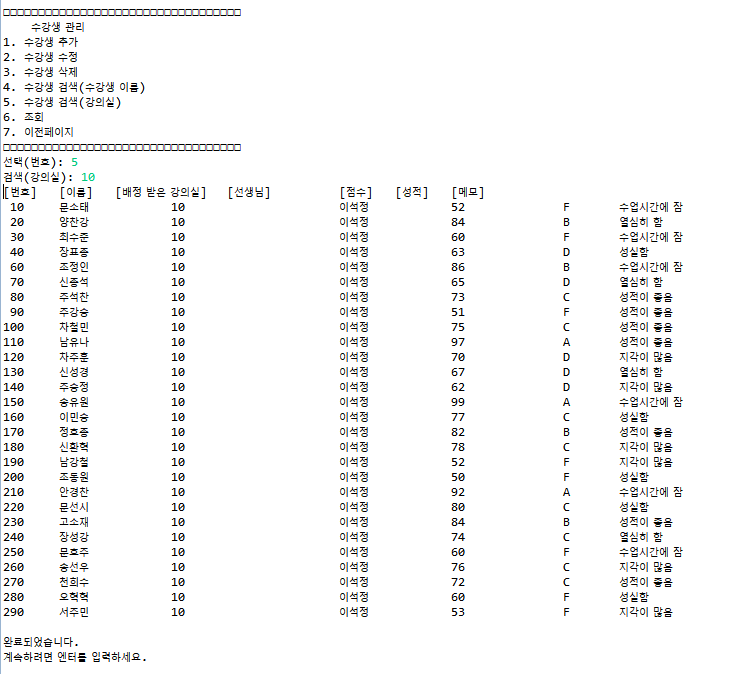 □□□□□□□□□□□□□□□□□□□□□□□□□□□□□□□□□□
수강생 관리
1. 수강생 추가
2. 수강생 수정
3. 수강생 삭제
4. 수강생 검색(수강생 이름)
5. 수강생 검색(강의실)
6. 조회
7. 이전페이지
□□□□□□□□□□□□□□□□□□□□□□□□□□□□□□□□□□
선택(번호): 5
검색(강의실): 10
[번호] [이름] [배정 받은 강의실] [선생님] [점수] [성적] [메모]
10 문소태 10 이석정 52 F 수업시간에 잠
20 양찬강 10 이석정 84 B 열심히 함
30 최수준 10 이석정 60 F 수업시간에 잠
40 장표종 10 이석정 63 D 성실함
60 조정인 10 이석정 86 B 수업시간에 잠
70 신종석 10 이석정 65 D 열심히 함
80 주석찬 10 이석정 73 C 성적이 좋음
90 주강승 10 이석정 51 F 성적이 좋음
100 차철민 10 이석정 75 C 성적이 좋음
110 남유나 10 이석정 97 A 성적이 좋음
120 차주훈 10 이석정 70 D 지각이 많음
130 신성경 10 이석정 67 D 열심히 함
140 주승정 10 이석정 62 D 지각이 많음
150 송유원 10 이석정 99 A 수업시간에 잠
160 이민승 10 이석정 77 C 성실함
170 정호종 10 이석정 82 B 성적이 좋음
180 신환혁 10 이석정 78 C 지각이 많음
190 남강철 10 이석정 52 F 지각이 많음
200 조동원 10 이석정 50 F 성실함
210 안경찬 10 이석정 92 A 수업시간에 잠
220 문선시 10 이석정 80 C 성실함
230 고소재 10 이석정 84 B 성적이 좋음
240 장성강 10 이석정 74 C 열심히 함
250 문호주 10 이석정 60 F 수업시간에 잠
260 송선우 10 이석정 76 C 지각이 많음
270 천희수 10 이석정 72 C 성적이 좋음
280 오혁혁 10 이석정 60 F 성실함
290 서주민 10 이석정 53 F 지각이 많음
완료되었습니다.
계속하려면 엔터를 입력하세요.